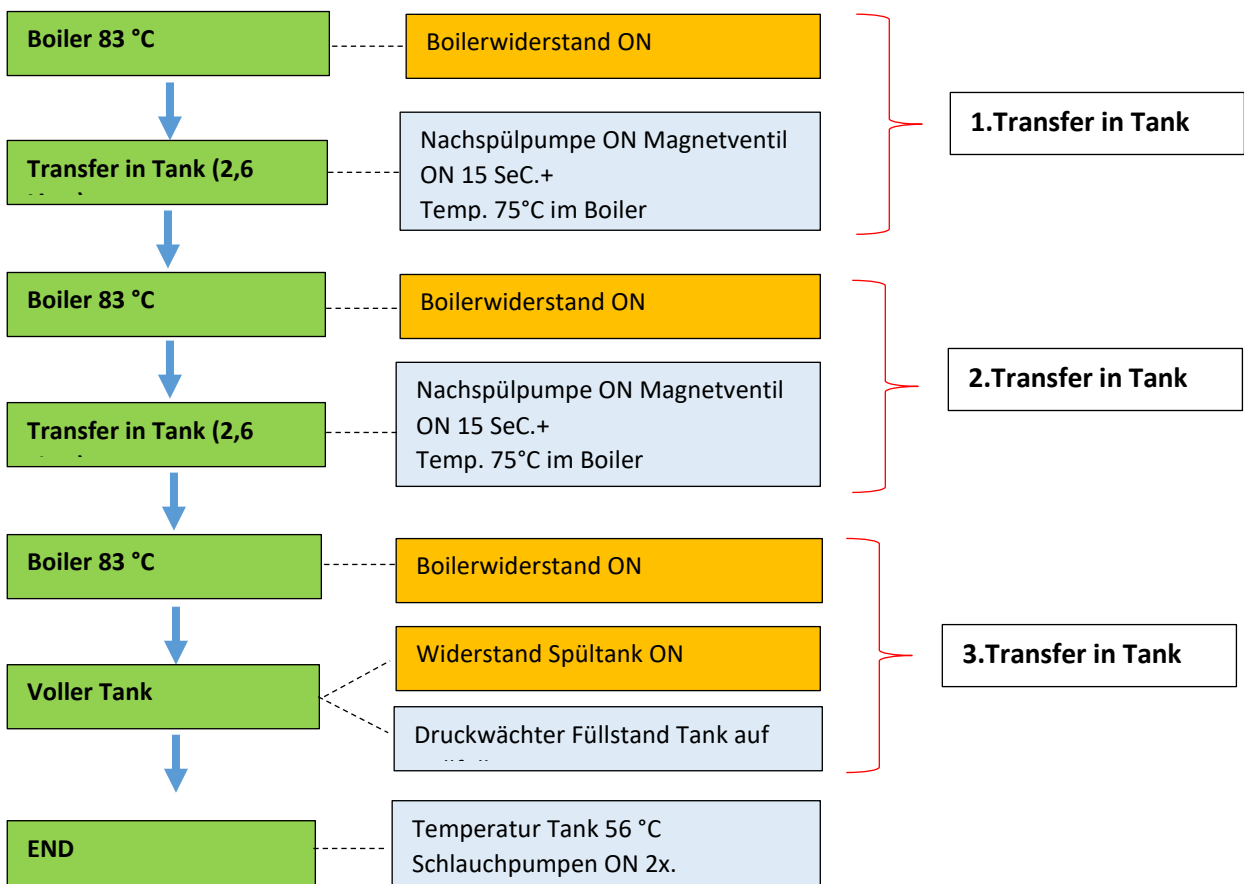 Boiler 83 °C
Boilerwiderstand ON
1.Transfer in Tank
Transfer in Tank (2,6
Nachspülpumpe ON Magnetventil
ON 15 SeC.+
Temp. 75°C im Boiler
Boiler 83 °C
Boilerwiderstand ON
2.Transfer in Tank
Transfer in Tank (2,6
Nachspülpumpe ON Magnetventil
ON 15 SeC.+
Temp. 75°C im Boiler
Boiler 83 °C
Boilerwiderstand ON
3.Transfer in Tank
Voller Tank
Widerstand Spültank ON
Druckwächter Füllstand Tank auf
END
Temperatur Tank 56 °C
Schlauchpumpen ON 2x.